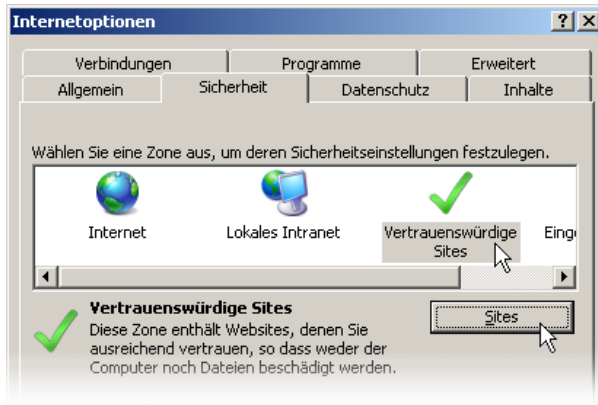 Internetoptionen
Verbindungen Programme Erweitert
Allgemein Sicherheit Datenschutz Inhalte
Wählen Sie eine Zone aus, um deren Sicherheitseinstellungen festzulegen.
Internet Lokales Intranet Vertrauenswürdige
Sites
Vertrauenswürdige Sites
Sites
Diese Zone enthält Websites, denen Sie
ausreichend vertrauen, so dass weder der
Computer noch Dateien beschädigt werden.